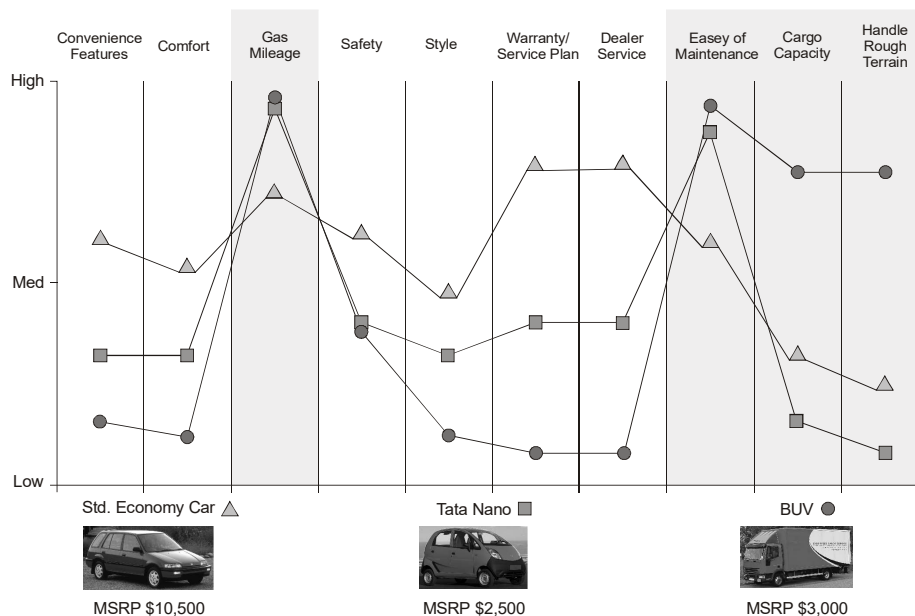 Convenience
Features
Comfort
Gas
Mileage
Safety
Style
Warranty/
Service Plan
Dealer
Service
Easey of
Maintenance
Cargo
Capacity
Handle
Rough
Terrain
High
Med
Low
Std. Economy Car
Tata Nano
BUV
MSRP $10,500
MSRP $2,500
MSRP $3,000